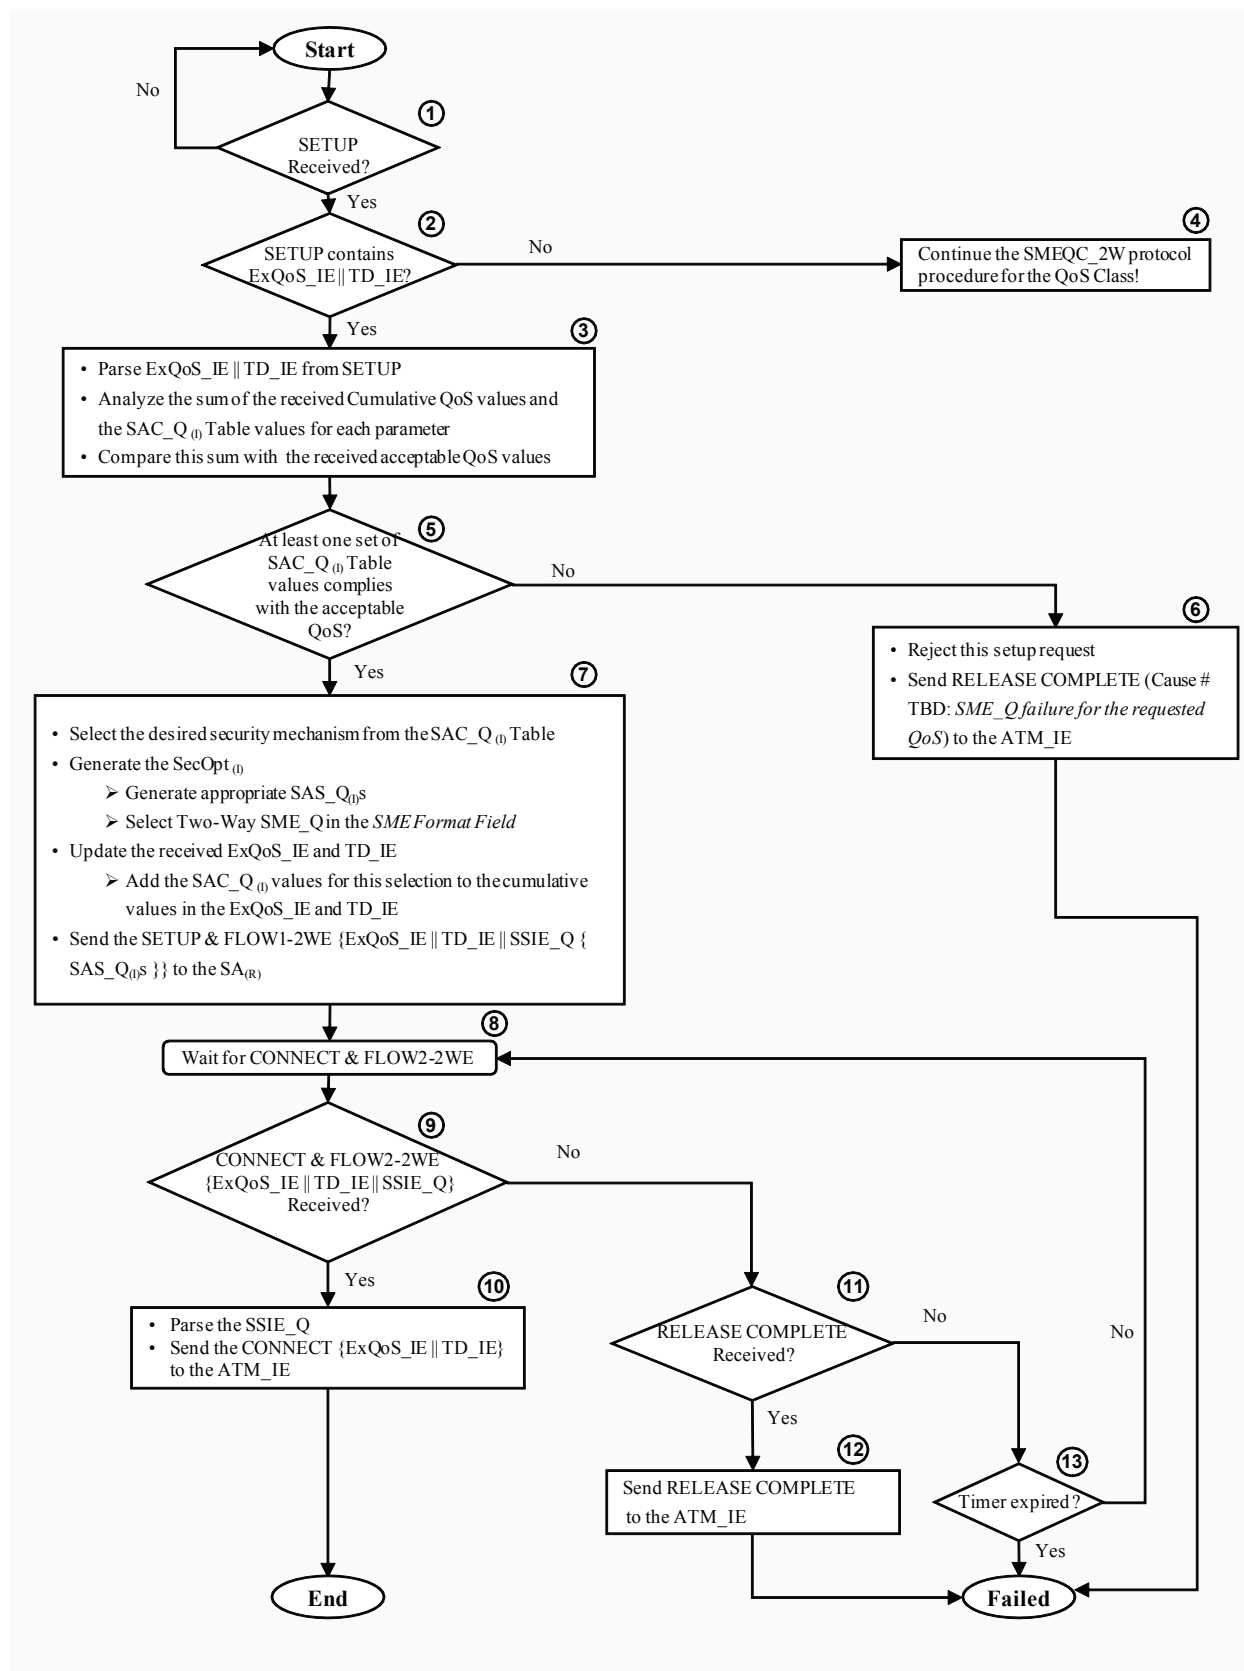 Start
No
1
SETUP
Received?
Yes
2
SETUP contains
ExQoS_IE || TD_IE?
No
4
Continue the SMEQC_2W protocol
procedure for the QoS Class!
Yes
3
• Parse ExQoS_IE || TD_IE from SETUP
• Analyze the sum of the received Cumulative QoS values and
the SAC_Q (I) Table values for each parameter
• Compare this sum with the received acceptable QoS values
5
At least one set of
SAC_Q (I) Table
values complies
with the acceptable
QoS?
No
6
• Reject this setup request
• Send RELEASE COMPLETE (Cause #
TBD: SME_Q failure for the requested
QoS) to the ATM_IE
Yes
7
• Select the desired security mechanism from the SAC_Q (I) Table
• Generate the SecOpt (I)
➢ Generate appropriate SAS_Q(I)s
➢ Select Two-Way SME_Q in the SME Format Field
• Update the received ExQoS_IE and TD_IE
➢ Add the SAC_Q (I) values for this selection to the cumulative
values in the ExQoS_IE and TD_IE
• Send the SETUP & FLOW1-2WE {ExQoS_IE || TD_IE || SSIE_Q {
SAS_Q(I)s }} to the SA(R)
8
Wait for CONNECT & FLOW2-2WE
9
CONNECT & FLOW2-2WE
{ExQoS_IE || TD_IE || SSIE_Q}
Received?
No
Yes
10
• Parse the SSIE_Q
• Send the CONNECT {ExQoS_IE || TD_IE}
to the ATM_IE
11
RELEASE COMPLETE
Received?
No
No
Yes
12
Send RELEASE COMPLETE
to the ATM_IE
13
Timer expired?
Yes
End
Failed